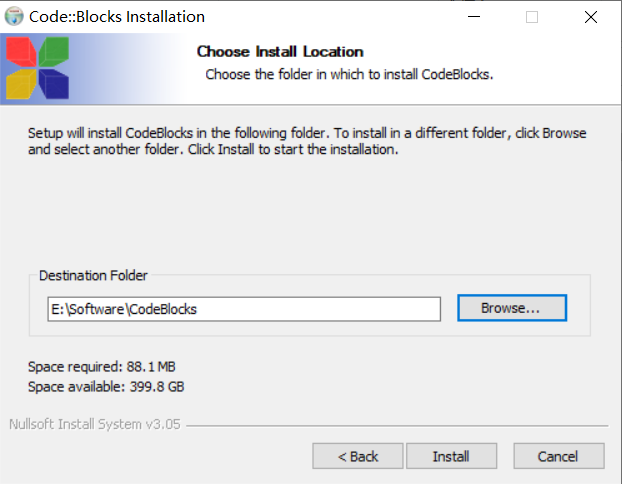 Code::Blocks Installation
Choose Install Location
Choose the folder in which to install CodeBlocks.
Setup will install CodeBlocks in the following folder. To install in a different folder, click Browse
and select another folder. Click Install to start the installation.
Destination Folder
E:\Software\CodeBlocks
Browse...
Space required: 88.1 MB
Space available: 399.8 GB
Nullsoft Install System v3.05
< Back
Install
Cancel